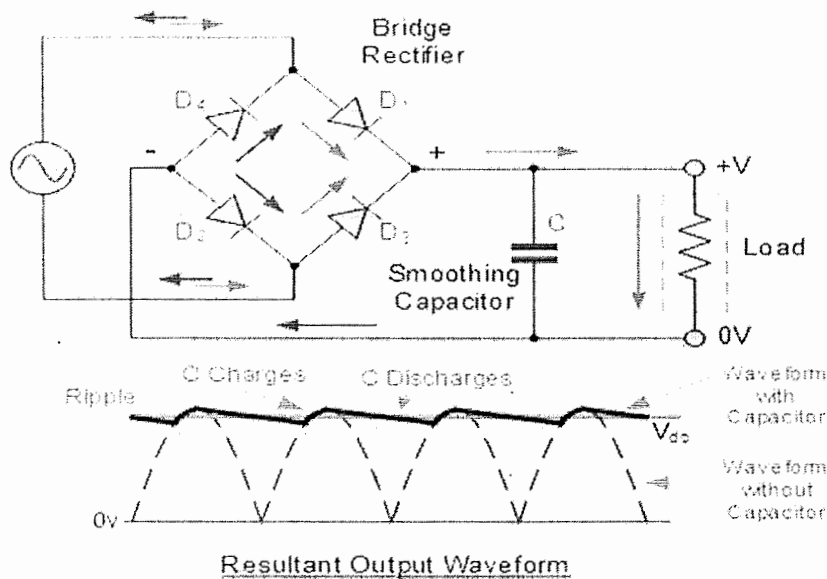 Bridge
Rectifier
D4
D1
-
+
D2
D3
C
Smoothing
Capacitor
+V
Load
0V
C Charges
C Discharges
Ripple
Waveform
with
Capacitor
Vdc
Waveform
without
Capacitor
0v
Resultant Output Waveform